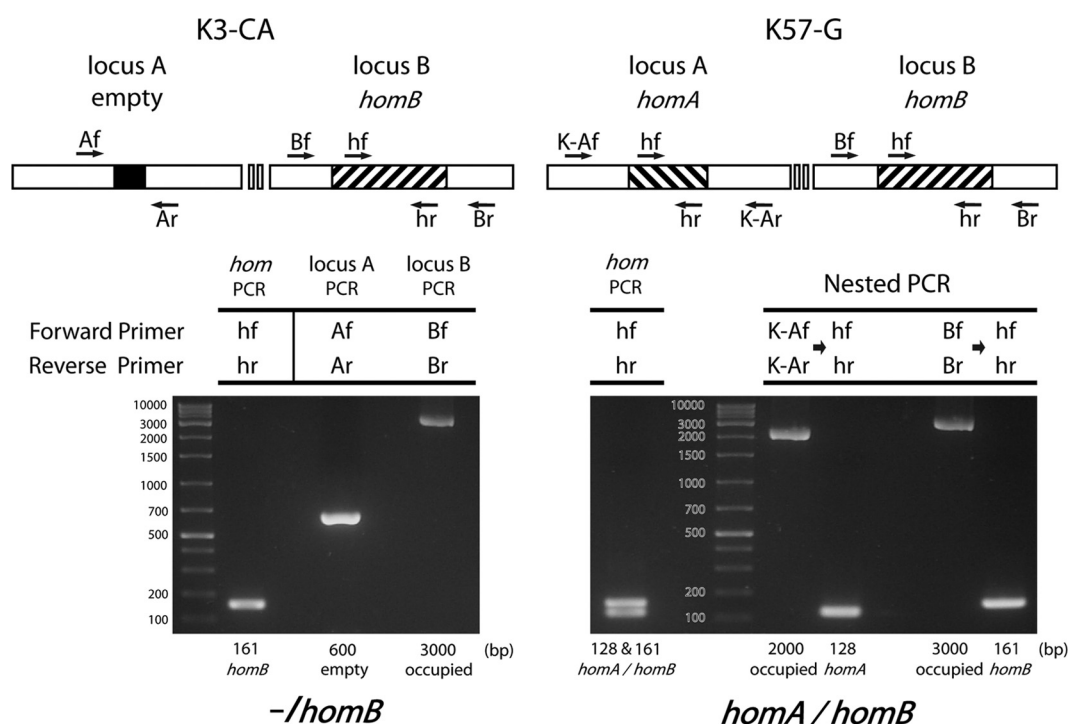 K3-CA
locus A
empty
locus B
homB
Af
Bf
hf
Ar
hr
Br
hom
PCR
locus A
PCR
locus B
PCR
Forward Primer
hf
Af
Bf
Reverse Primer
hr
Ar
Br
10000
3000
2000
1500
1000
700
500
200
100
161
homB
600
empty
3000
occupied
(bp)
–/homB
K57-G
locus A
homA
locus B
homB
K-Af
hf
Bf
hf
hr
K-Ar
hr
Br
hom
PCR
Nested PCR
hf
K-Af
hf
Bf
hf
hr
K-Ar
hr
Br
hr
10000
3000
2000
1500
1000
700
500
200
100
128 & 161
homA / homB
2000
occupied
128
homA
3000
occupied
161
homB
(bp)
homA / homB